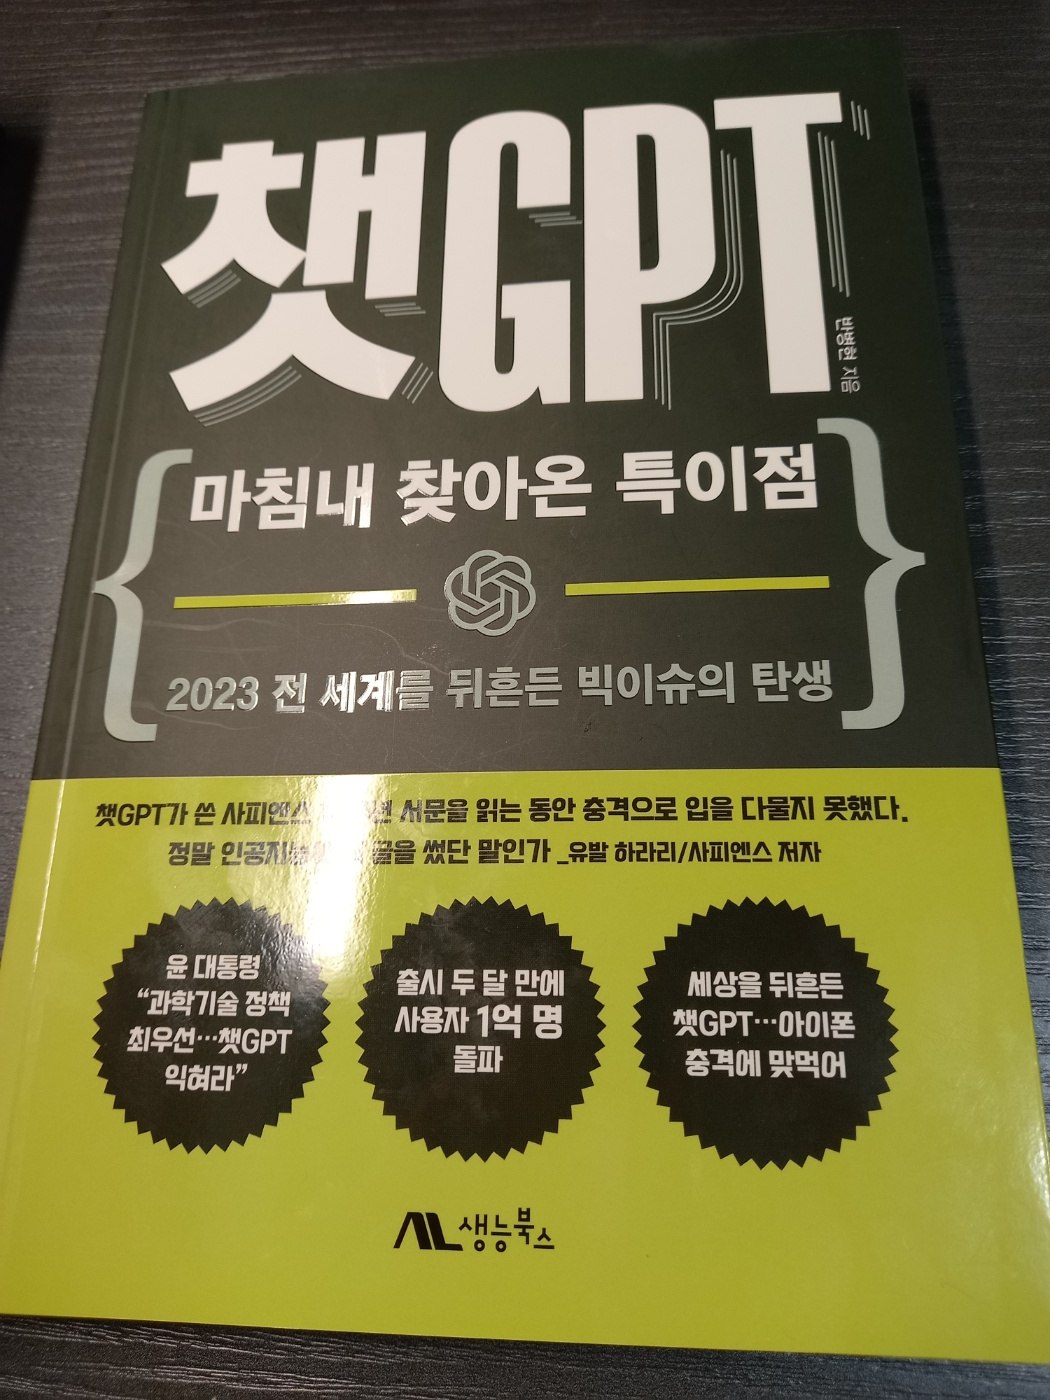 챗GPT
반병현 지음
마침내 찾아온 특이점
2023 전 세계를 뒤흔든 빅이슈의 탄생
챗GPT가 쓴 사피엔스 서문을 읽는 동안 충격으로 입을 다물지 못했다.
정말 글을 썼단 말인가 _유발 하라리/사피엔스 저자
윤 대통령
“과학기술 정책
최우선…챗GPT
익혀라”
출시 두 달 만에
사용자 1억 명
돌파
세상을 뒤흔든
챗GPT…아이폰
충격에 맞먹어
생능북스